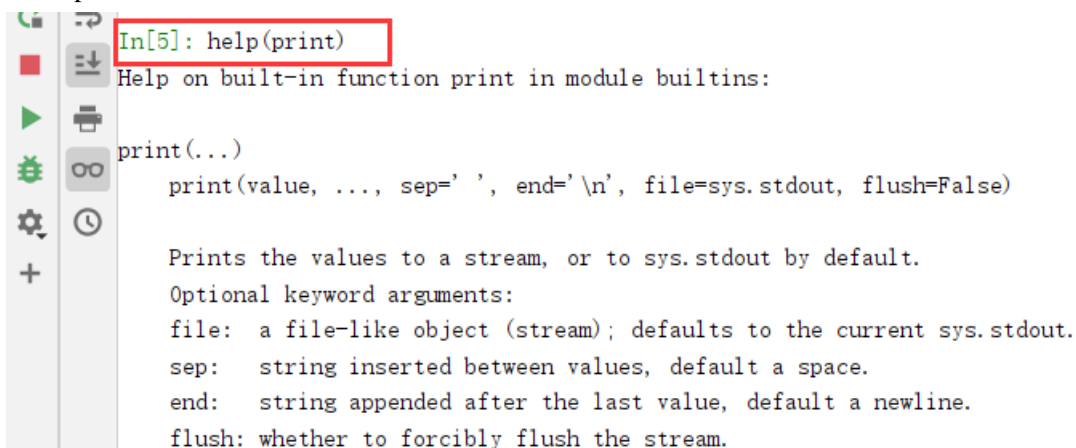 In[5]: help(print)
Help on built-in function print in module builtins:
print(...)
print(value, ..., sep=' ', end='\n', file=sys.stdout, flush=False)
Prints the values to a stream, or to sys.stdout by default.
Optional keyword arguments:
file:  a file-like object (stream); defaults to the current sys.stdout.
sep:   string inserted between values, default a space.
end:   string appended after the last value, default a newline.
flush: whether to forcibly flush the stream.